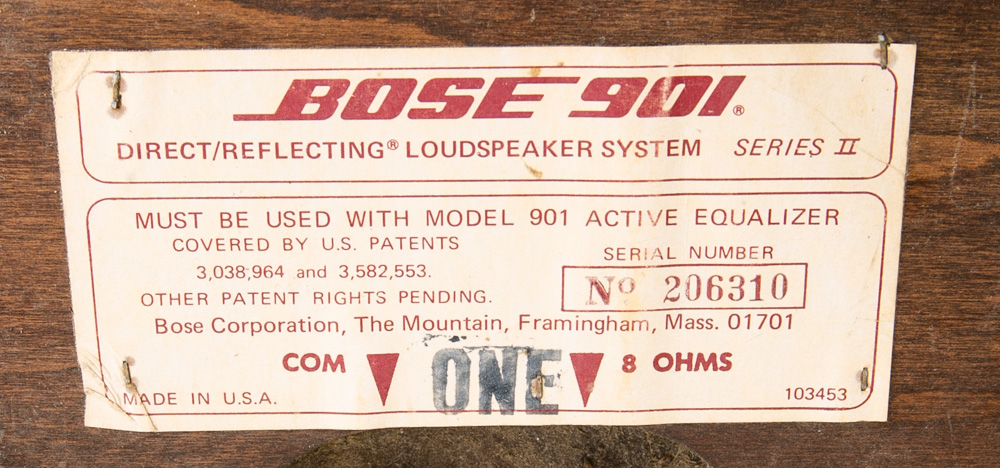 BOSE 901®
DIRECT/REFLECTING® LOUDSPEAKER SYSTEM SERIES II
MUST BE USED WITH MODEL 901 ACTIVE EQUALIZER
COVERED BY U.S. PATENTS
3,038,964 and 3,582,553.
OTHER PATENT RIGHTS PENDING.
SERIAL NUMBER
Nº 206310
Bose Corporation, The Mountain, Framingham, Mass. 01701
COM ONE 8 OHMS
MADE IN U.S.A. 103453